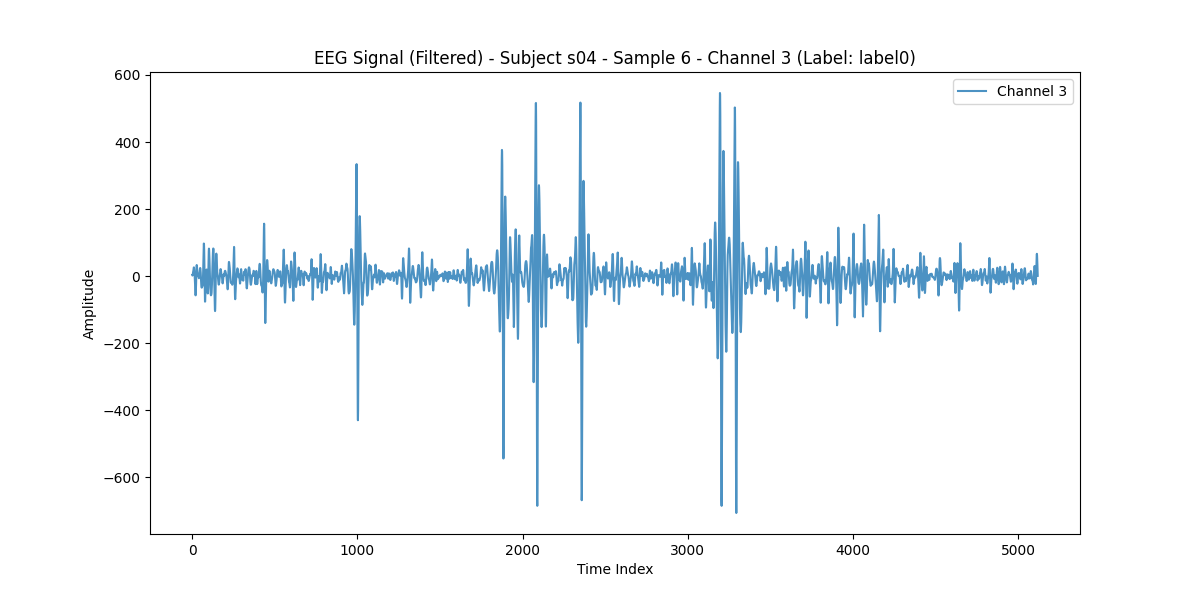 EEG Signal (Filtered) - Subject s04 - Sample 6 - Channel 3 (Label: label0)
Channel 3
600
400
200
0
−200
−400
−600
Amplitude
0 1000 2000 3000 4000 5000
Time Index